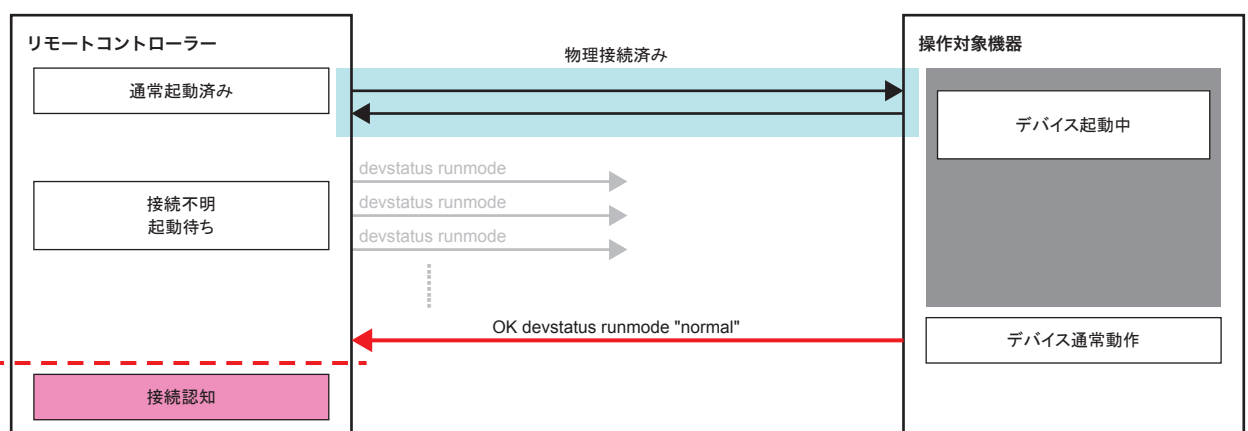 リモートコントローラー
物理接続済み
操作対象機器
通常起動済み
デバイス起動中
devstatus runmode
接続不明
起動待ち
devstatus runmode
devstatus runmode
OK devstatus runmode "normal"
デバイス通常動作
接続認知